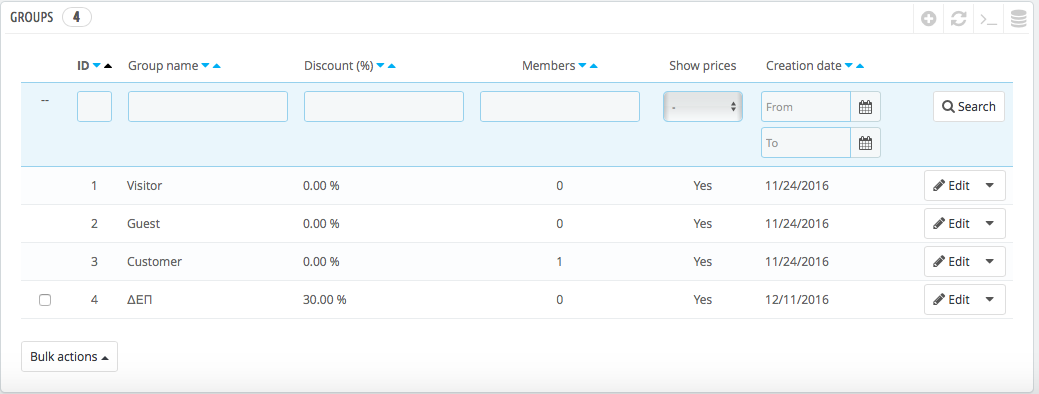 GROUPS 4
ID Group name Discount (%) Members Show prices Creation date
-- - From Search
To
1 Visitor 0.00 % 0 Yes 11/24/2016 Edit
2 Guest 0.00 % 0 Yes 11/24/2016 Edit
3 Customer 0.00 % 1 Yes 11/24/2016 Edit
4 ΔΕΠ 30.00 % 0 Yes 12/11/2016 Edit
Bulk actions